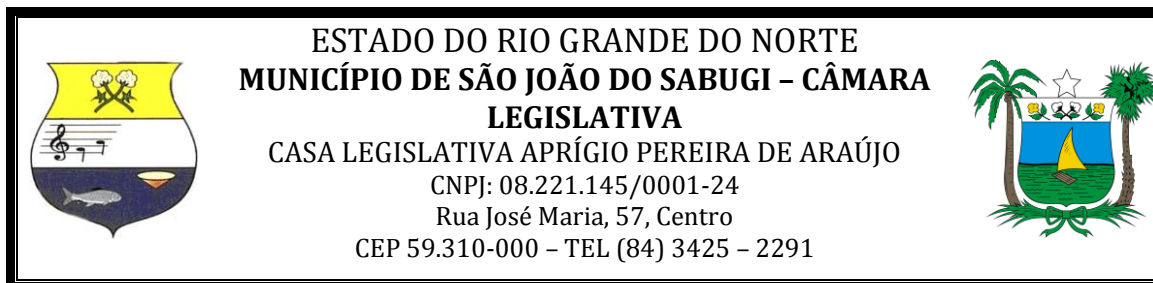 ESTADO DO RIO GRANDE DO NORTE
MUNICÍPIO DE SÃO JOÃO DO SABUGI – CÂMARA
LEGISLATIVA
CASA LEGISLATIVA APRÍGIO PEREIRA DE ARAÚJO
CNPJ: 08.221.145/0001-24
Rua José Maria, 57, Centro
CEP 59.310-000 – TEL (84) 3425 – 2291